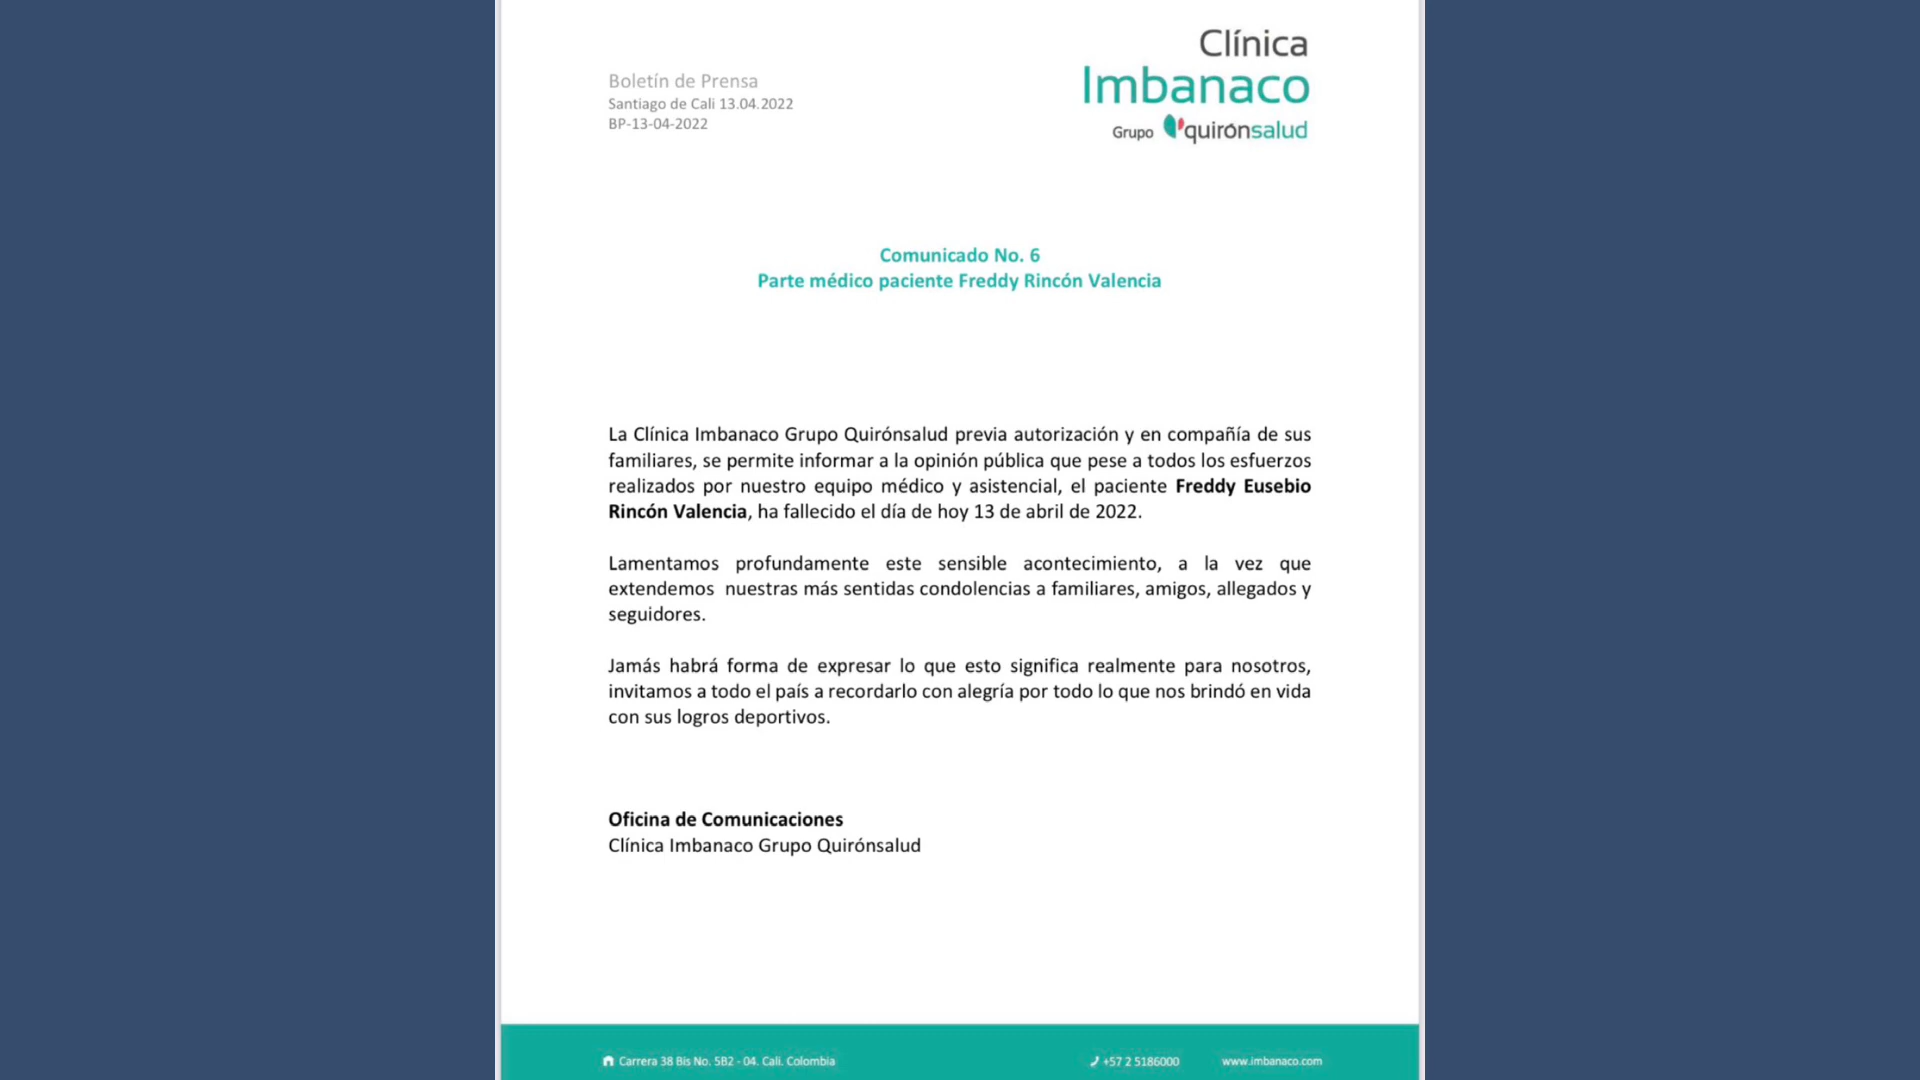 Boletín de Prensa
Santiago de Cali 13.04.2022
BP-13-04-2022
Clínica
Imbanaco
Grupo quirónsalud
Comunicado No. 6
Parte médico paciente Freddy Rincón Valencia
La Clínica Imbanaco Grupo Quirónsalud previa autorización y en compañía de sus
familiares, se permite informar a la opinión pública que pese a todos los esfuerzos
realizados por nuestro equipo médico y asistencial, el paciente Freddy Eusebio
Rincón Valencia, ha fallecido el día de hoy 13 de abril de 2022.
Lamentamos profundamente este sensible acontecimiento, a la vez que
extendemos nuestras más sentidas condolencias a familiares, amigos, allegados y
seguidores.
Jamás habrá forma de expresar lo que esto significa realmente para nosotros,
invitamos a todo el país a recordarlo con alegría por todo lo que nos brindó en vida
con sus logros deportivos.
Oficina de Comunicaciones
Clínica Imbanaco Grupo Quirónsalud
Carrera 38 Bis No. 5B2 - 04. Cali. Colombia
+57 2 5186000
www.imbanaco.com